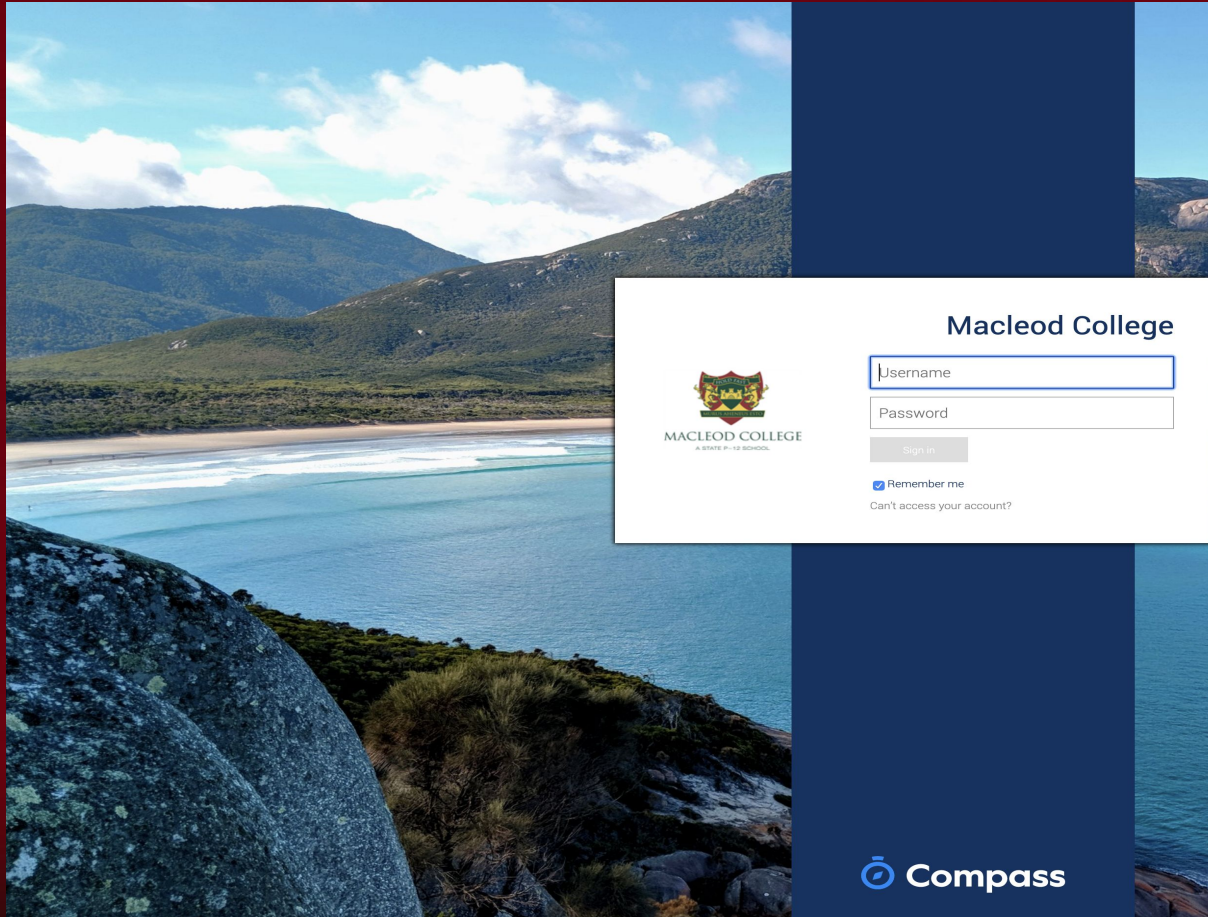 Macleod College
Username
Password
MACLEOD COLLEGE
A STATE P-12 SCHOOL
Sign in
Remember me
Can't access your account?
Compass